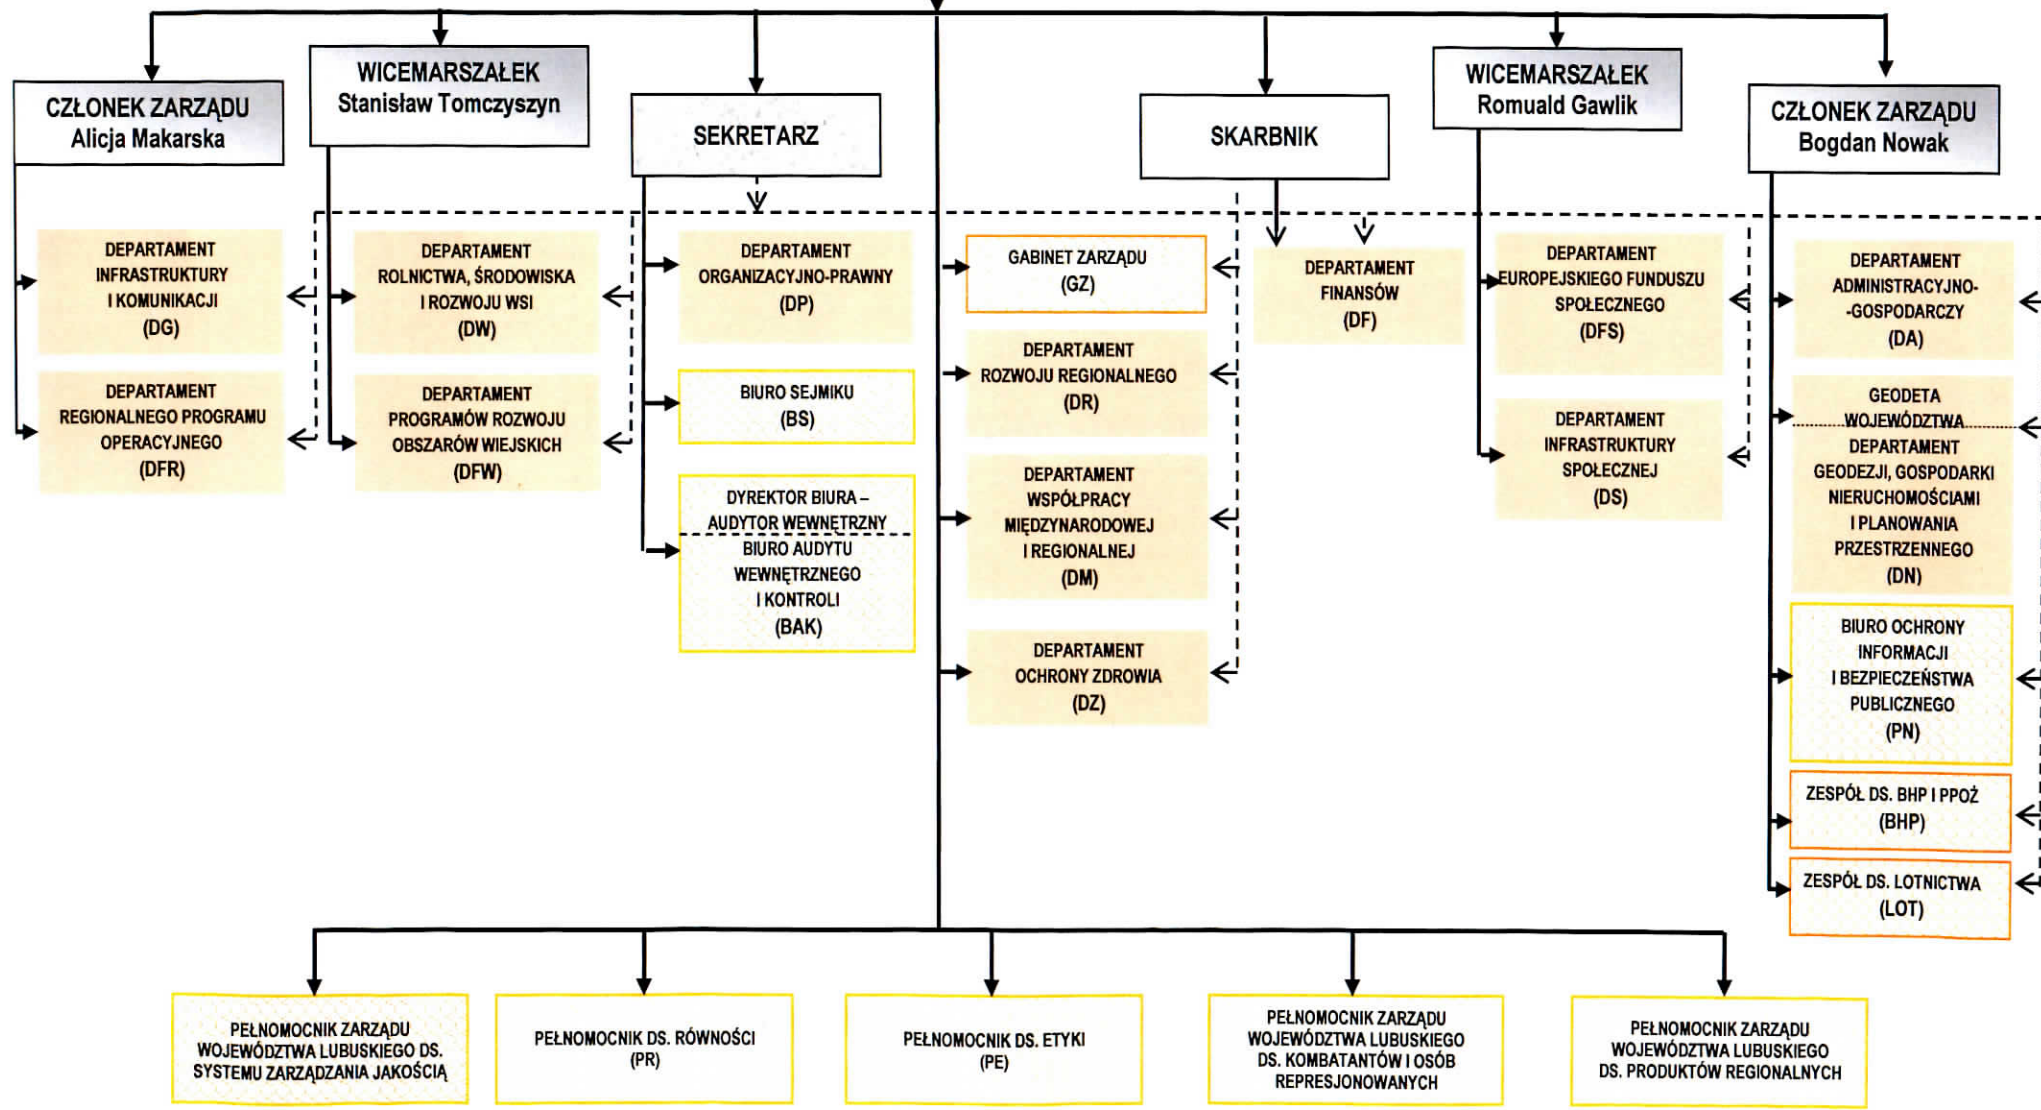 CZŁONEK ZARZĄDU
Alicja Makarska
WICEMARSZAŁEK
Stanisław Tomczyszyn
SEKRETARZ
SKARBNIK
WICEMARSZAŁEK
Romuald Gawlik
CZŁONEK ZARZĄDU
Bogdan Nowak
DEPARTAMENT
INFRASTRUKTURY
I KOMUNIKACJI
(DG)
DEPARTAMENT
REGIONALNEGO PROGRAMU
OPERACYJNEGO
(DFR)
DEPARTAMENT
ROLNICTWA, ŚRODOWISKA
I ROZWOJU WSI
(DW)
DEPARTAMENT
PROGRAMÓW ROZWOJU
OBSZARÓW WIEJSKICH
(DFW)
DEPARTAMENT
ORGANIZACYJNO-PRAWNY
(DP)
BIURO SEJMIKU
(BS)
DYREKTOR BIURA –
AUDYTOR WEWNĘTRZNY
BIURO AUDYTU
WEWNĘTRZNEGO
I KONTROLI
(BAK)
GABINET ZARZĄDU
(GZ)
DEPARTAMENT
ROZWOJU REGIONALNEGO
(DR)
DEPARTAMENT
WSPÓŁPRACY
MIĘDZYNARODOWEJ
I REGIONALNEJ
(DM)
DEPARTAMENT
OCHRONY ZDROWIA
(DZ)
DEPARTAMENT
FINANSÓW
(DF)
DEPARTAMENT
EUROPEJSKIEGO FUNDUSZU
SPOŁECZNEGO
(DFS)
DEPARTAMENT
INFRASTRUKTURY
SPOŁECZNEJ
(DS)
DEPARTAMENT
ADMINISTRACYJNO-
-GOSPODARCZY
(DA)
GEODETA
WOJEWÓDZTWA
DEPARTAMENT
GEODEZJI, GOSPODARKI
NIERUCHOMOŚCIAMI
I PLANOWANIA
PRZESTRZENNEGO
(DN)
BIURO OCHRONY
INFORMACJI
I BEZPIECZEŃSTWA
PUBLICZNEGO
(PN)
ZESPÓŁ DS. BHP I PPOŻ
(BHP)
ZESPÓŁ DS. LOTNICTWA
(LOT)
PEŁNOMOCNIK ZARZĄDU
WOJEWÓDZTWA LUBUSKIEGO DS.
SYSTEMU ZARZĄDZANIA JAKOŚCIĄ
PEŁNOMOCNIK DS. RÓWNOŚCI
(PR)
PEŁNOMOCNIK DS. ETYKI
(PE)
PEŁNOMOCNIK ZARZĄDU
WOJEWÓDZTWA LUBUSKIEGO
DS. KOMBATANTÓW I OSÓB
REPRESJONOWANYCH
PEŁNOMOCNIK ZARZĄDU
WOJEWÓDZTWA LUBUSKIEGO
DS. PRODUKTÓW REGIONALNYCH